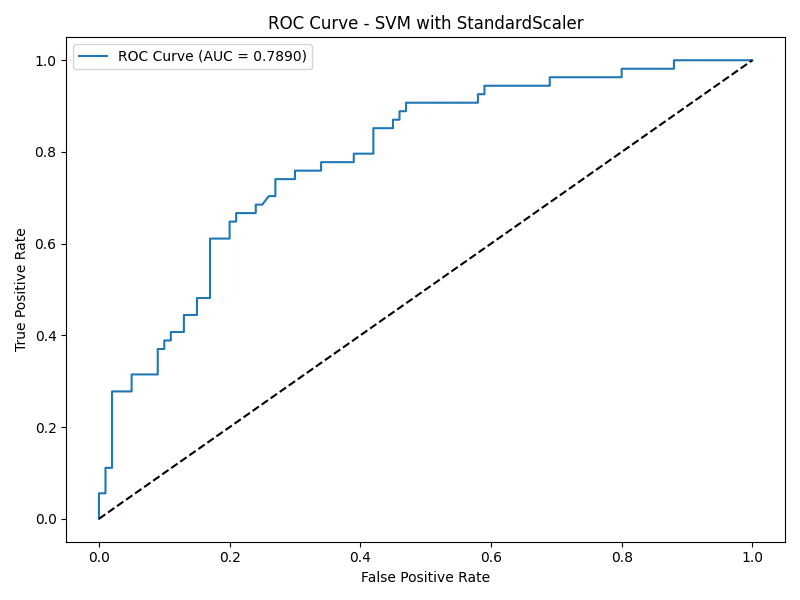 ROC Curve - SVM with StandardScaler
ROC Curve (AUC = 0.7890)
1.0
0.8
0.6
0.4
0.2
0.0
True Positive Rate
0.0 0.2 0.4 0.6 0.8 1.0
False Positive Rate